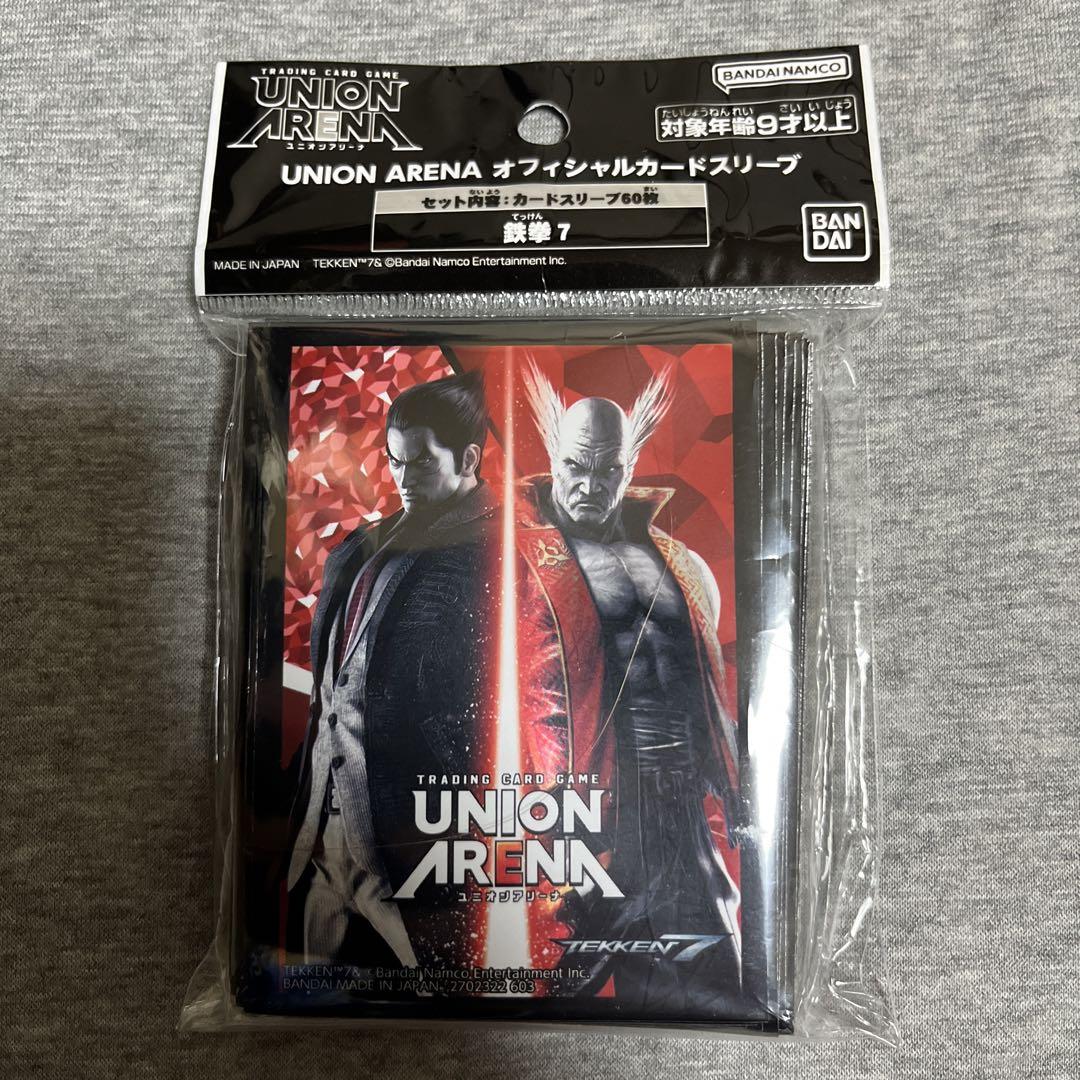 TRADING CARD GAME
UNION
ARENA
ユニオンアリーナ
BANDAI NAMCO
たいしょうねんれい さいいじょう
対象年齢9才以上
UNION ARENA オフィシャルカードスリーブ
ないよう まい
セット内容:カードスリーブ60枚
てっけん
鉄拳7
BAN
DAI
MADE IN JAPAN TEKKEN™7& ©Bandai Namco Entertainment Inc.
TRADING CARD GAME
UNION
ARENA
ユニオンアリーナ
TEKKEN 7
TEKKEN™7& ©Bandai Namco Entertainment Inc.
BANDAI MADE IN JAPAN 2702322 603